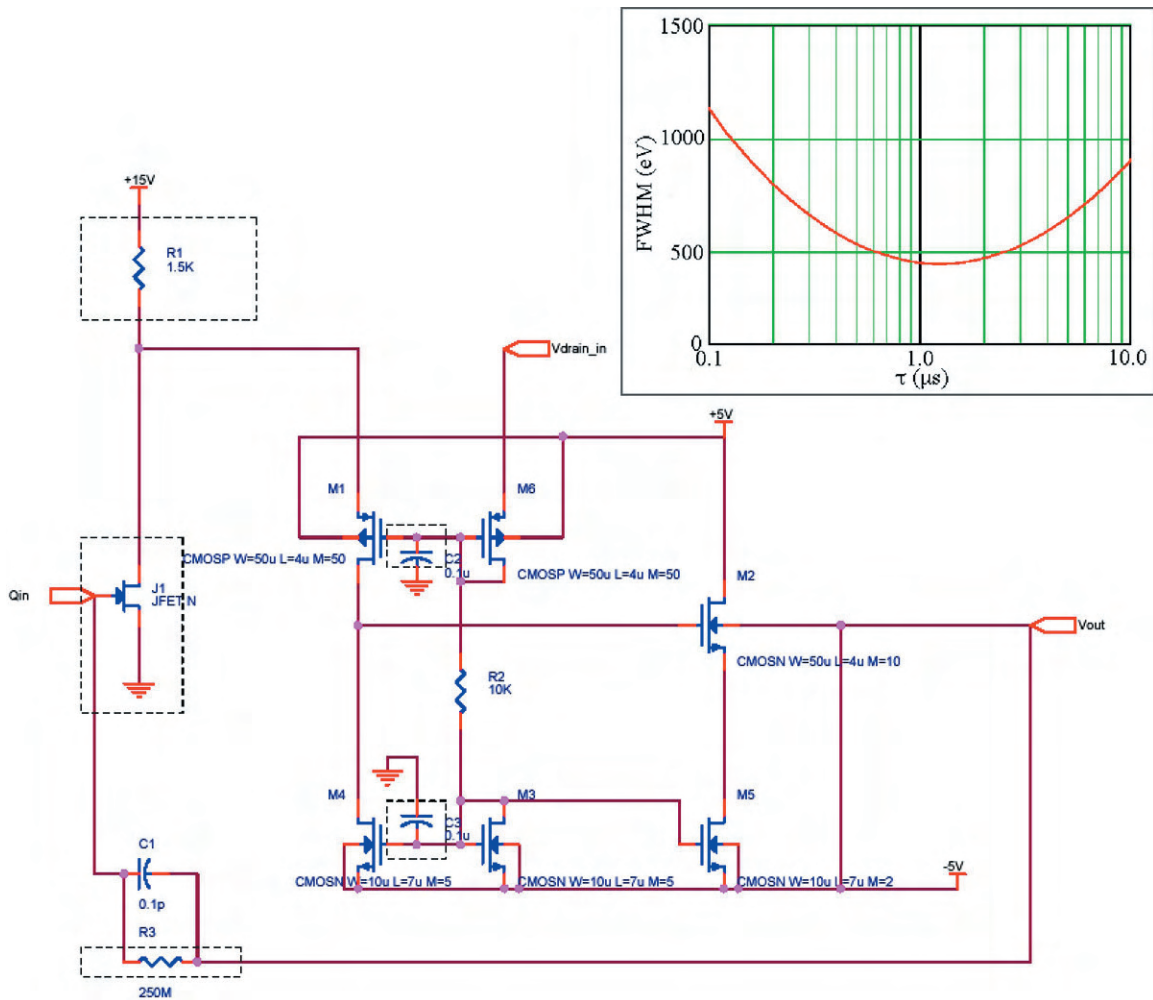 1500
1000
500
0
FWHM (eV)
0.1
1.0
10.0
τ (μs)
+15V
R1
1.5K
Vdrain_in
+5V
M1
M6
C2
0.1u
CMOSP W=50u L=4u M=50
CMOSP W=50u L=4u M=50
M2
Qin
J1
JFET N
Vout
CMOSN W=50u L=4u M=10
R2
10K
M4
M3
M5
C3
0.1u
C1
0.1p
CMOSN W=10u L=7u M=5
CMOSN W=10u L=7u M=5
CMOSN W=10u L=7u M=2
-5V
R3
250M